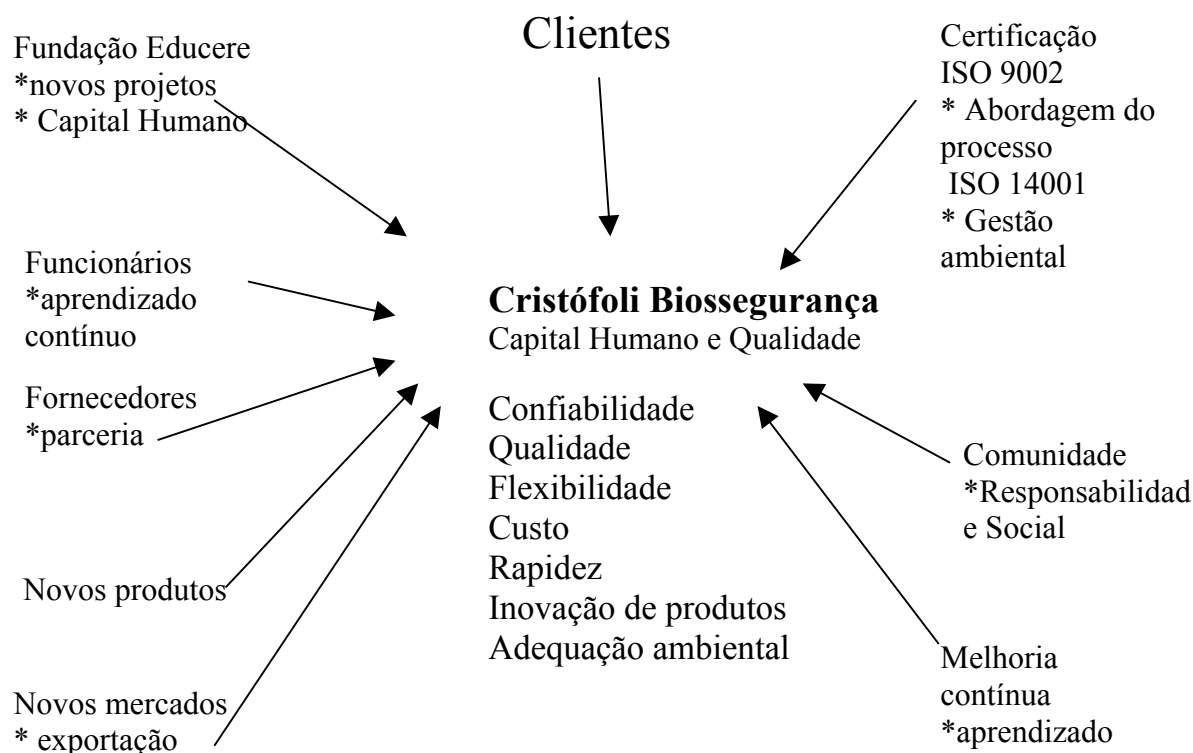 Clientes
Fundação Educere
*novos projetos
* Capital Humano
Certificação
ISO 9002
* Abordagem do
processo
ISO 14001
* Gestão
ambiental
Funcionários
*aprendizado
contínuo
Cristófoli Biossegurança
Capital Humano e Qualidade
Fornecedores
*parceria
Confiabilidade
Qualidade
Flexibilidade
Custo
Rapidez
Inovação de produtos
Adequação ambiental
Comunidade
*Responsabilidad
e Social
Novos produtos
Novos mercados
* exportação
Melhoria
contínua
*aprendizado